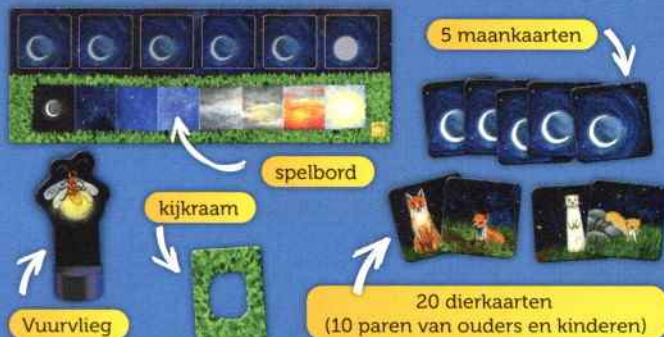 5 maankaarten
spelbord
kijkraam
Vuurvlieg
20 dierkaarten
(10 paren van ouders en kinderen)